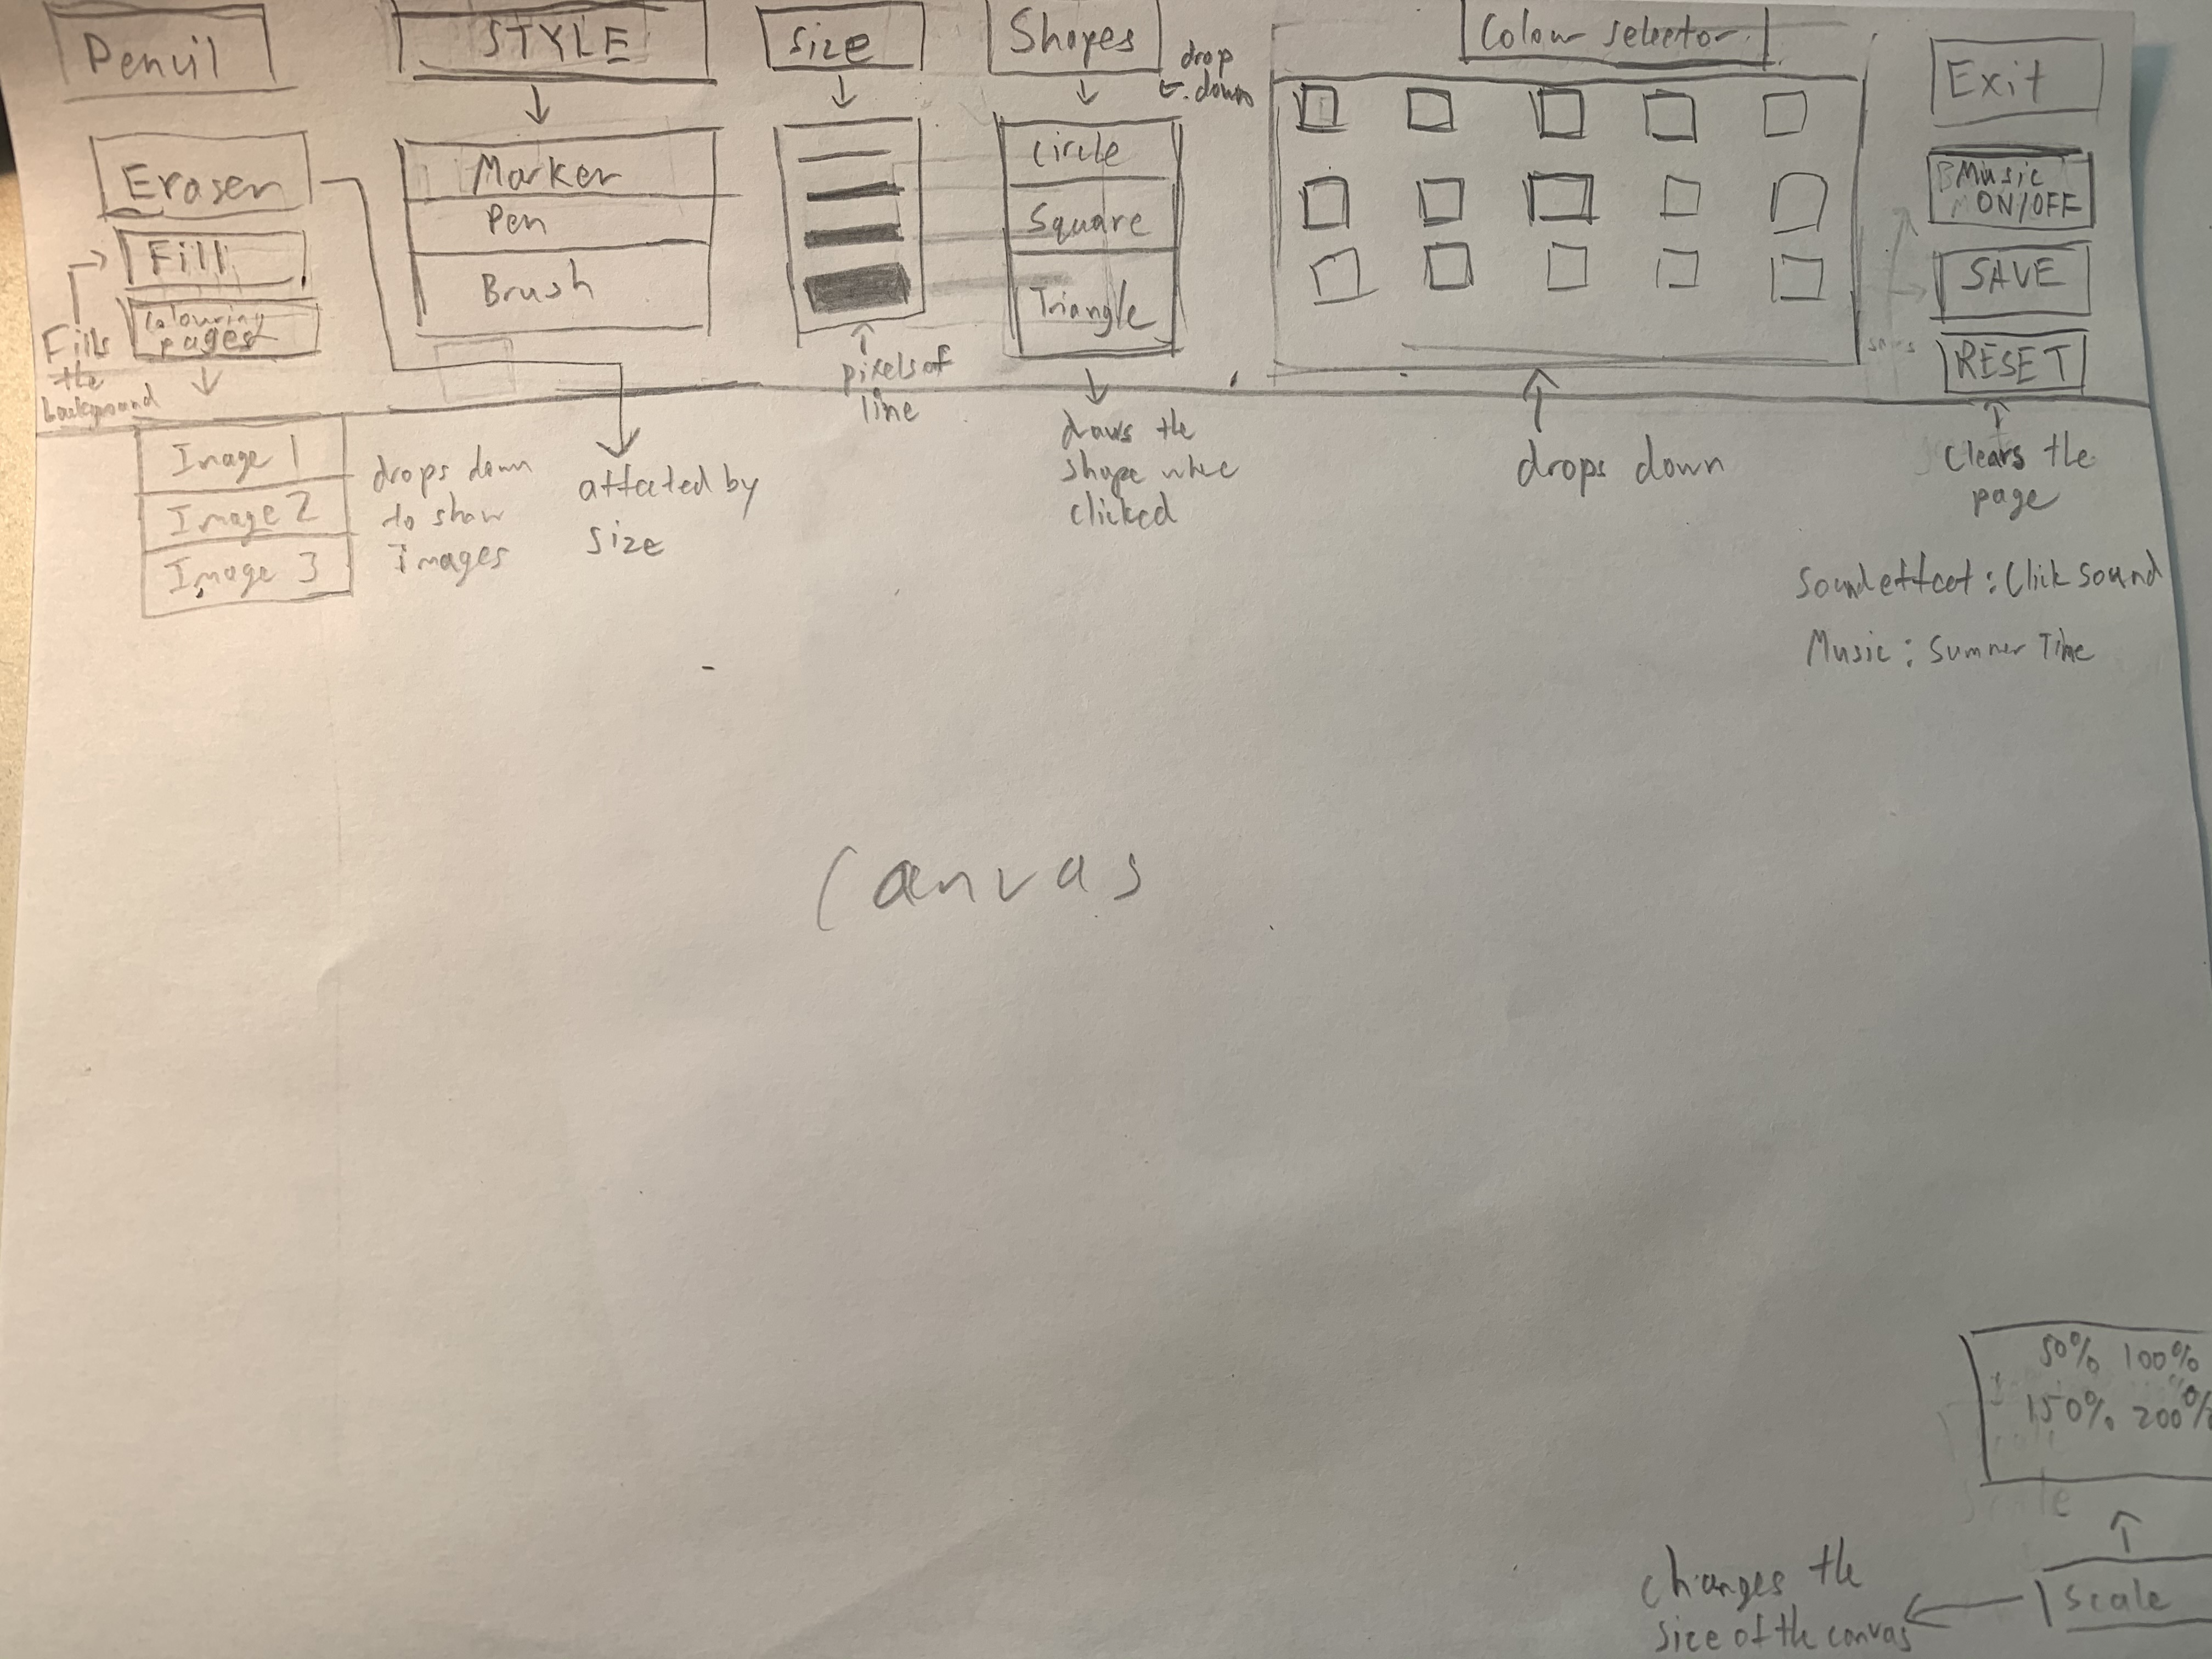 Pencil
Eraser
Fill
Colouring
pages
Fills
the
background
Image 1
Image 2
Image 3
drops down
to show
images
STYLE
Marker
Pen
Brush
affected by
size
Size
pixels of
line
Shapes
drop
down
Circle
Square
Triangle
draws the
shape where
clicked
Colour selector
drops down
Exit
Music
ON/OFF
SAVE
RESET
Clears the
page
Sound effect: Click sound
Music: Summer Time
Canvas
50% 100%
150% 200%
Scale
Changes the
size of the canvas